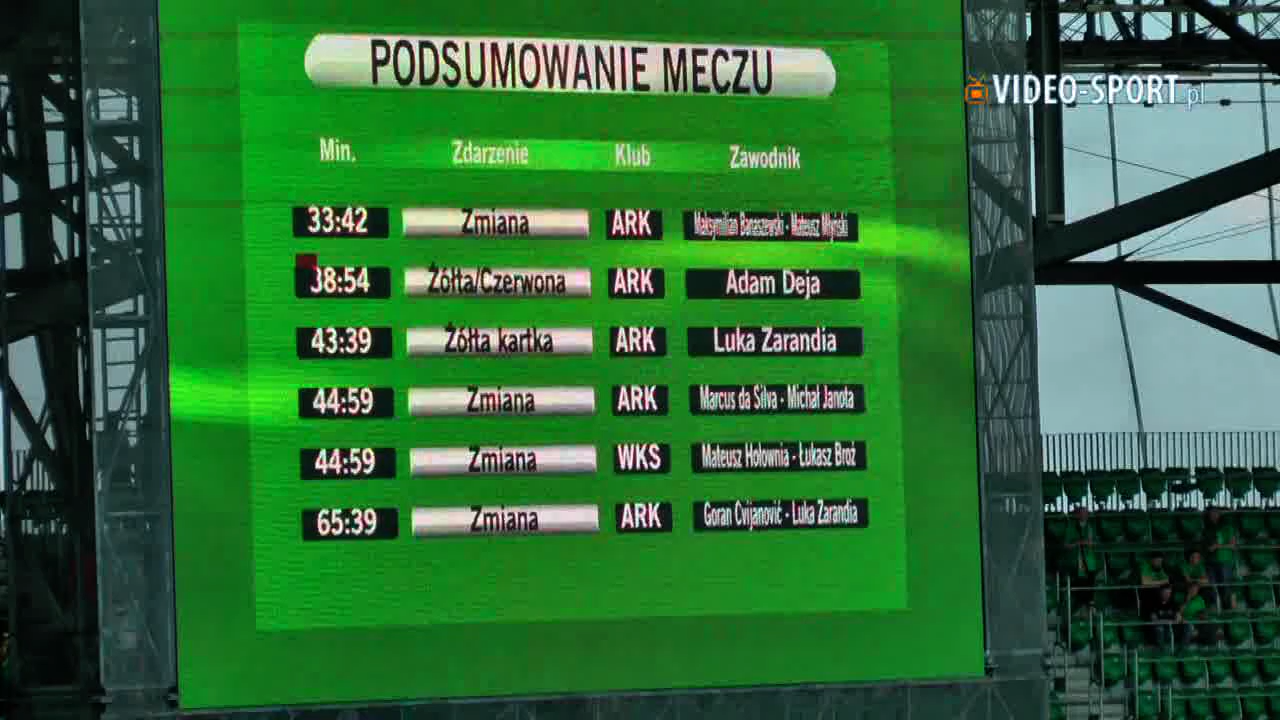 PODSUMOWANIE MECZU
VIDEO-SPORT.pl
Min. Zdarzenie Klub Zawodnik
33:42 Zmiana ARK Maksymilian Banaszewski - Mateusz Młyński
38:54 Żółta/Czerwona ARK Adam Deja
43:39 Żółta kartka ARK Luka Zarandia
44:59 Zmiana ARK Marcus da Silva - Michał Janota
44:59 Zmiana WKS Mateusz Hołownia - Łukasz Broź
65:39 Zmiana ARK Goran Cvijanović - Luka Zarandia